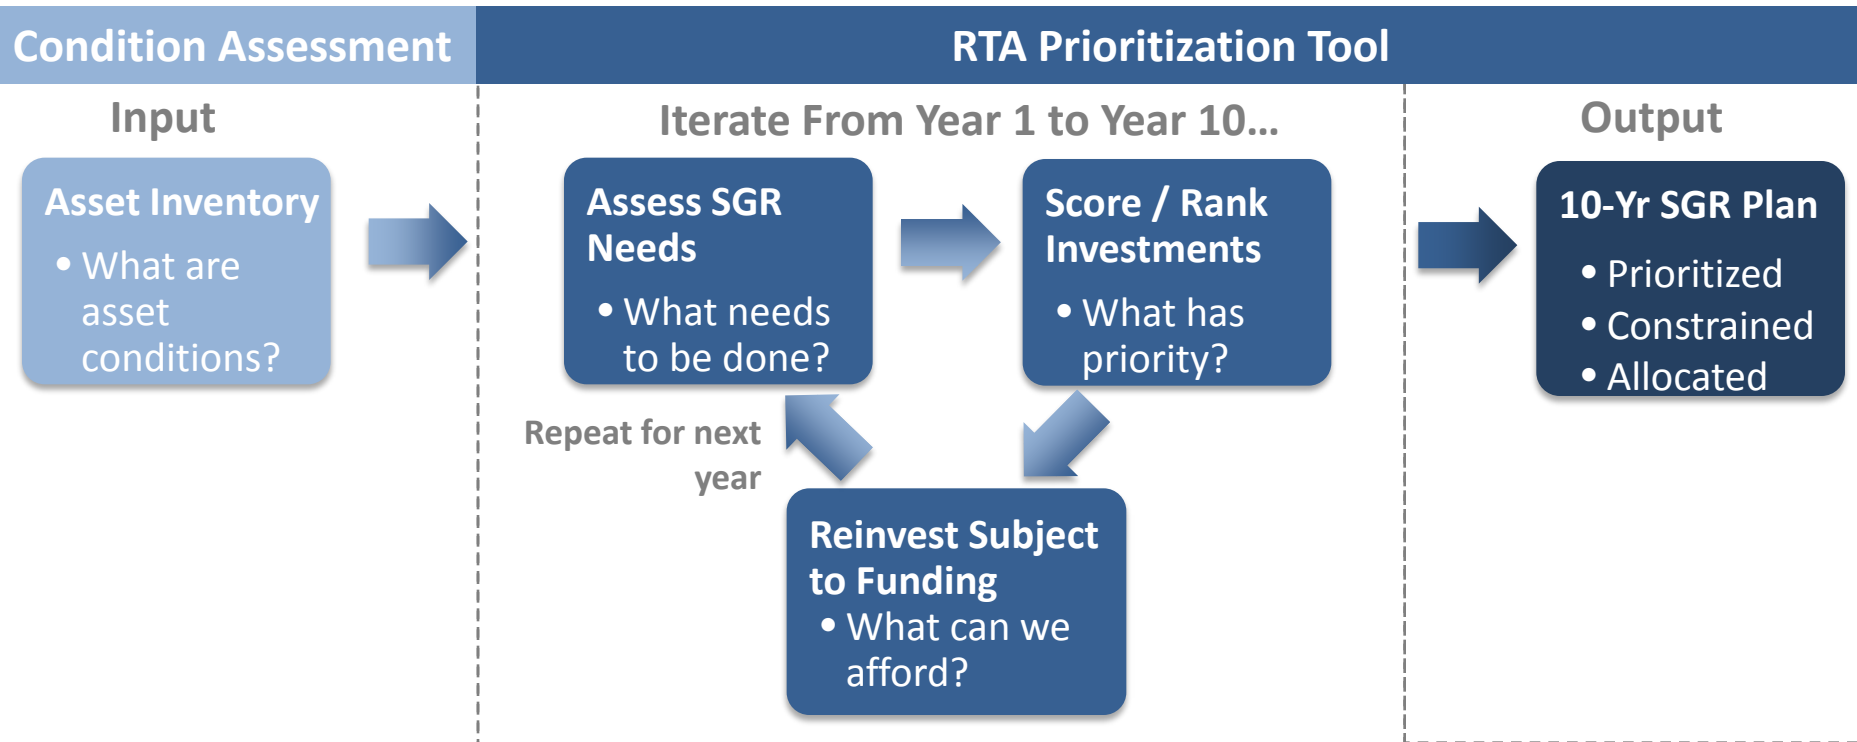 Condition Assessment
RTA Prioritization Tool
Input
Iterate From Year 1 to Year 10...
Output
Asset Inventory
• What are
asset
conditions?
Assess SGR
Needs
• What needs
to be done?
Score / Rank
Investments
• What has
priority?
10-Yr SGR Plan
• Prioritized
• Constrained
• Allocated
Repeat for next
year
Reinvest Subject
to Funding
• What can we
afford?